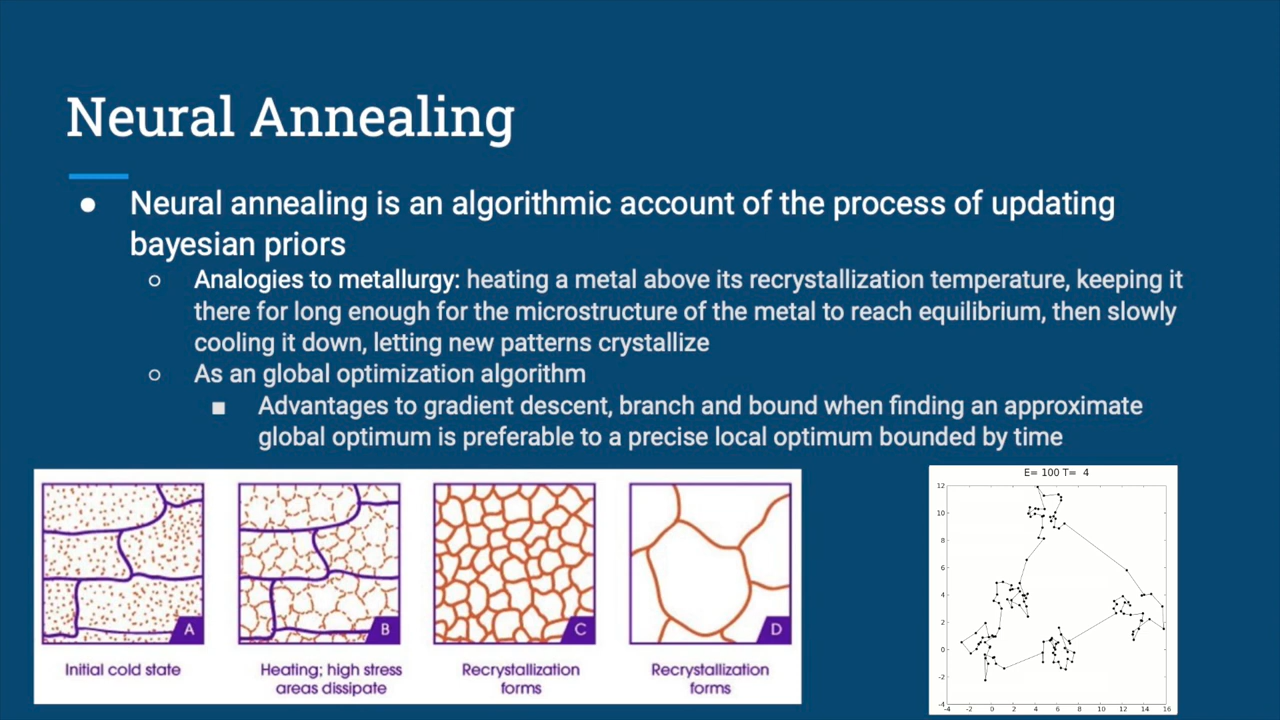 Neural Annealing
● Neural annealing is an algorithmic account of the process of updating
bayesian priors
○ Analogies to metallurgy: heating a metal above its recrystallization temperature, keeping it
there for long enough for the microstructure of the metal to reach equilibrium, then slowly
cooling it down, letting new patterns crystallize
○ As an global optimization algorithm
■ Advantages to gradient descent, branch and bound when finding an approximate
global optimum is preferable to a precise local optimum bounded by time
A
B
C
D
Initial cold state
Heating; high stress
areas dissipate
Recrystallization
forms
Recrystallization
forms
E= 100 T= 4
12
10
8
6
4
2
0
-2
-4
-4 -2 0 2 4 6 8 10 12 14 16